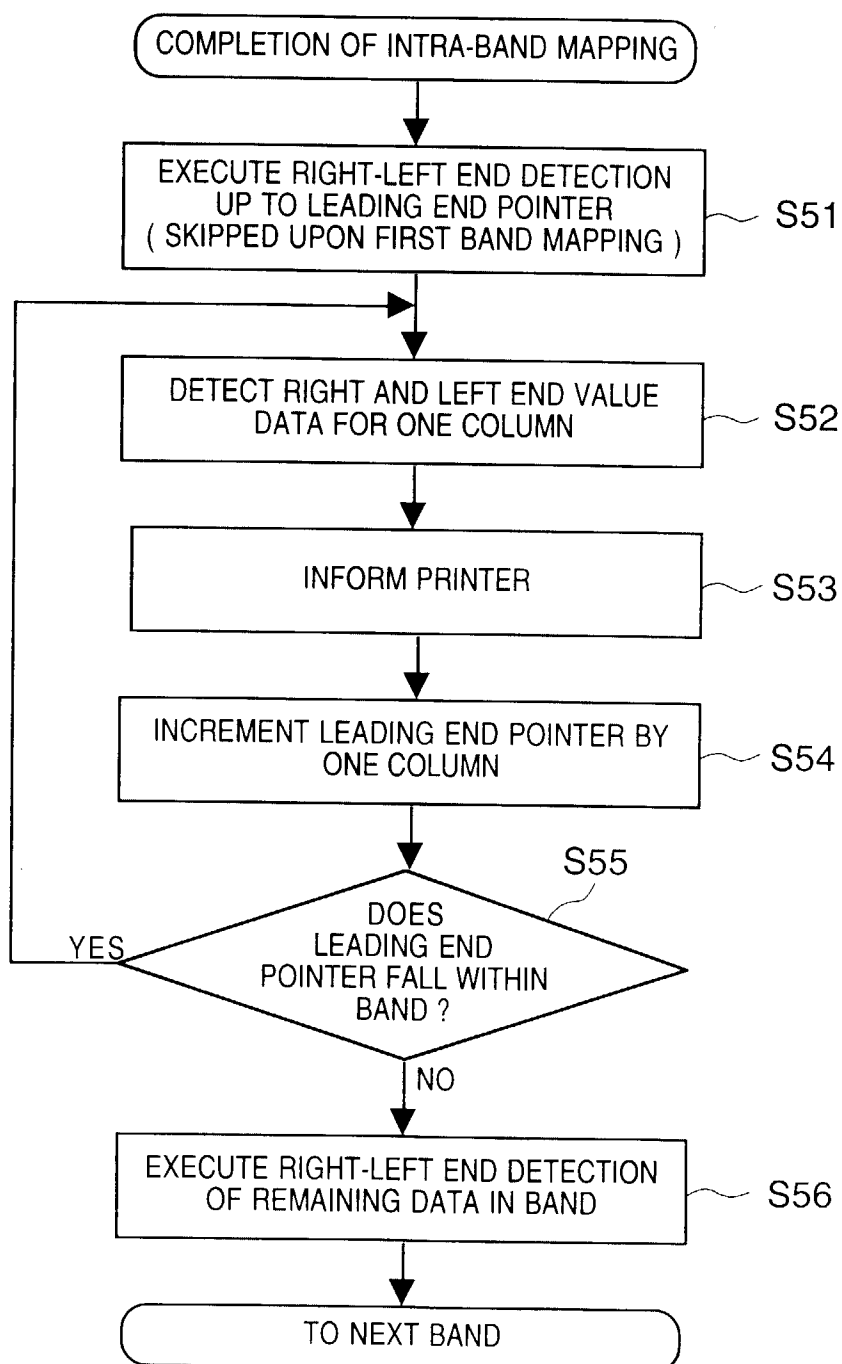 COMPLETION OF INTRA-BAND MAPPING
EXECUTE RIGHT-LEFT END DETECTION
UP TO LEADING END POINTER
( SKIPPED UPON FIRST BAND MAPPING )
S51
DETECT RIGHT AND LEFT END VALUE
DATA FOR ONE COLUMN
S52
INFORM PRINTER
S53
INCREMENT LEADING END POINTER BY
ONE COLUMN
S54
S55
DOES
LEADING END
POINTER FALL WITHIN
BAND ?
YES
NO
EXECUTE RIGHT-LEFT END DETECTION
OF REMAINING DATA IN BAND
S56
TO NEXT BAND